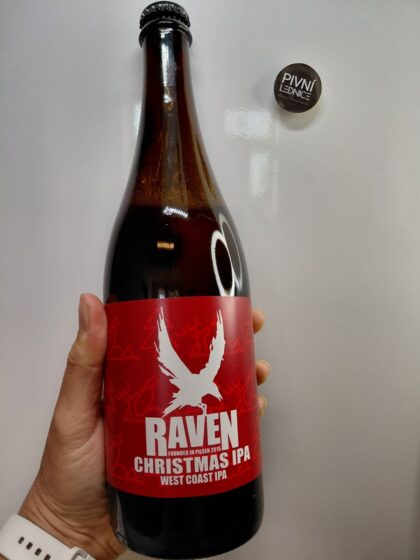 PIVNÍ
LEDNICE
RAVEN
FOUNDED IN PILSEN 2015
CHRISTMAS IPA
WEST COAST IPA